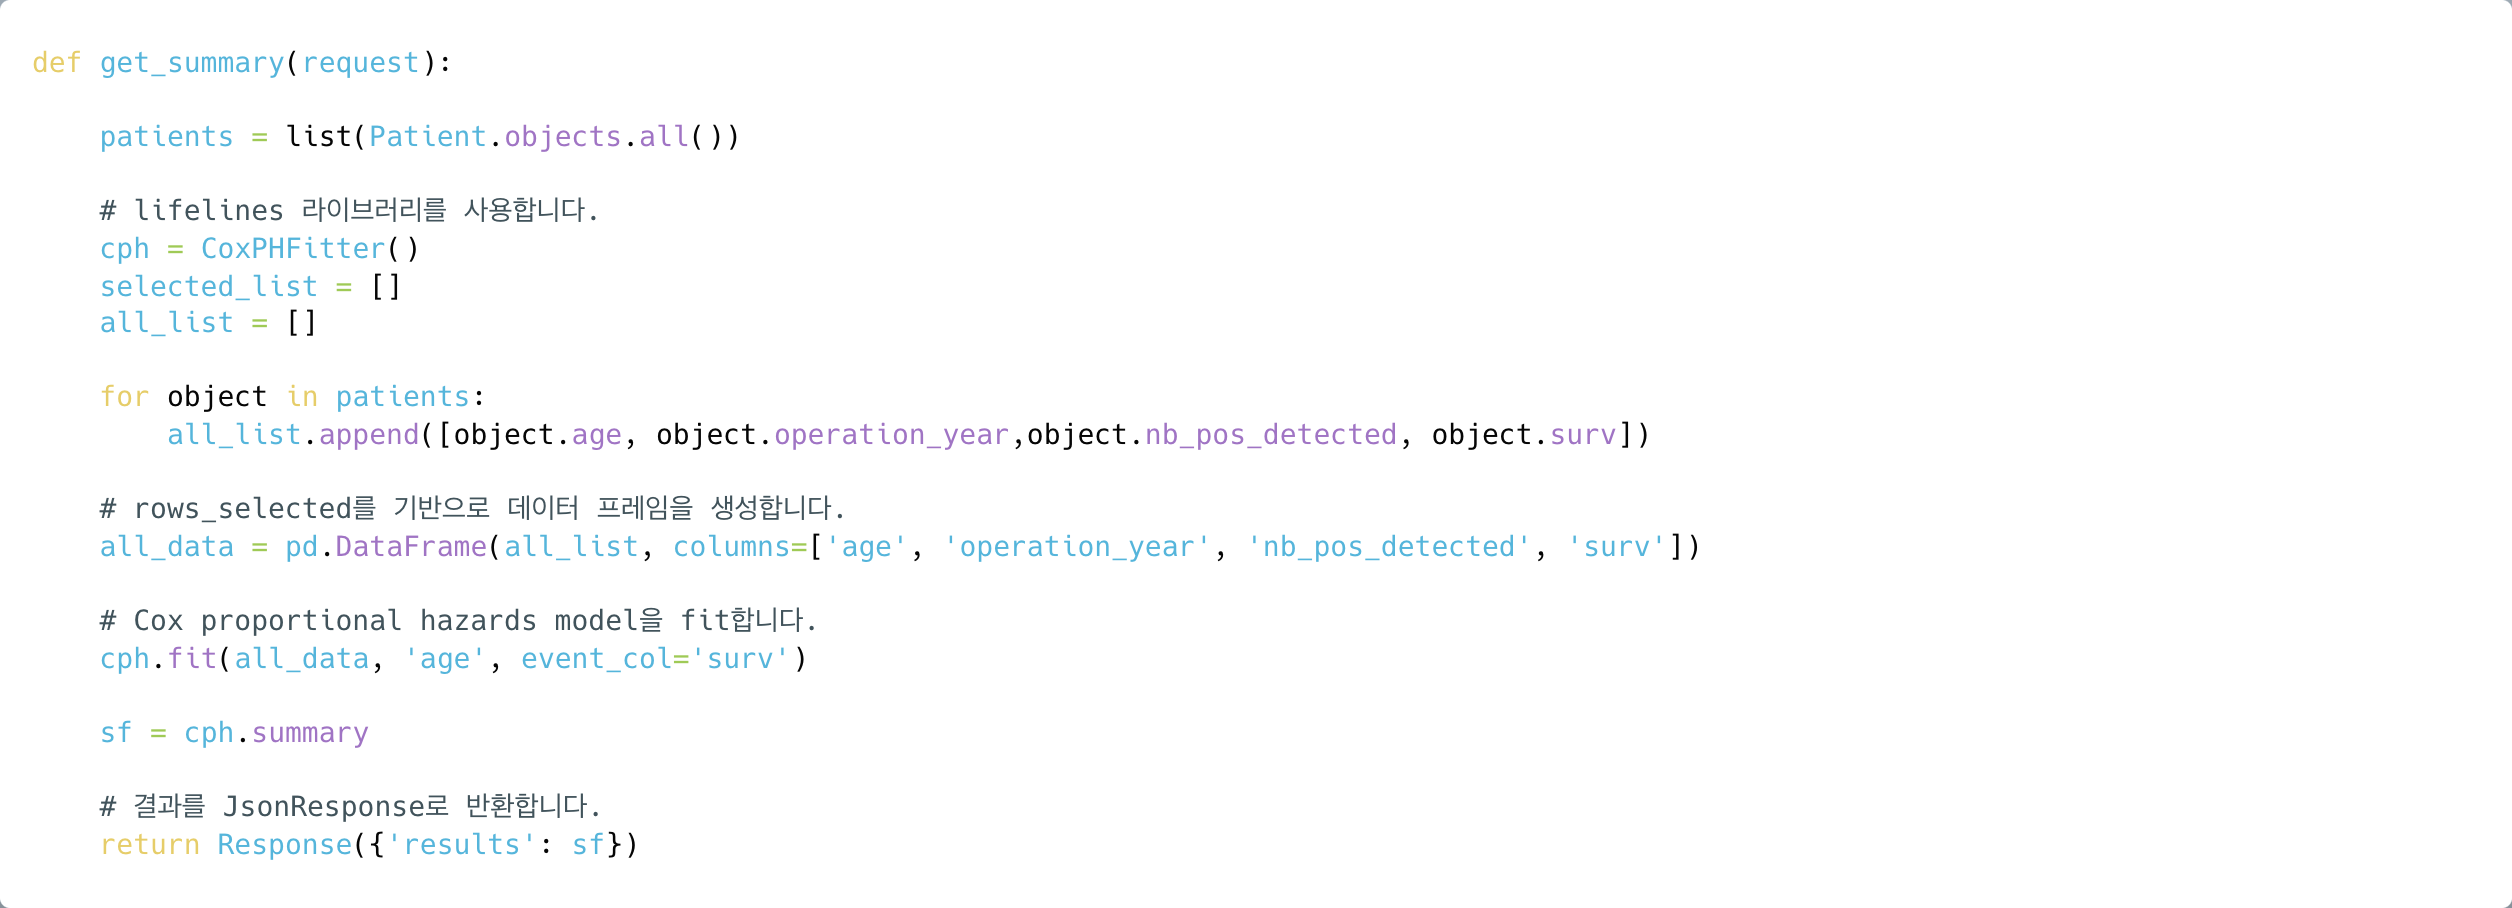 def get_summary(request):

    patients = list(Patient.objects.all())

    # lifelines 라이브러리를 사용합니다.
    cph = CoxPHFitter()
    selected_list = []
    all_list = []

    for object in patients:
        all_list.append([object.age, object.operation_year,object.nb_pos_detected, object.surv])

    # rows_selected를 기반으로 데이터 프레임을 생성합니다.
    all_data = pd.DataFrame(all_list, columns=['age', 'operation_year', 'nb_pos_detected', 'surv'])

    # Cox proportional hazards model을 fit합니다.
    cph.fit(all_data, 'age', event_col='surv')

    sf = cph.summary

    # 결과를 JsonResponse로 반환합니다.
    return Response({'results': sf})